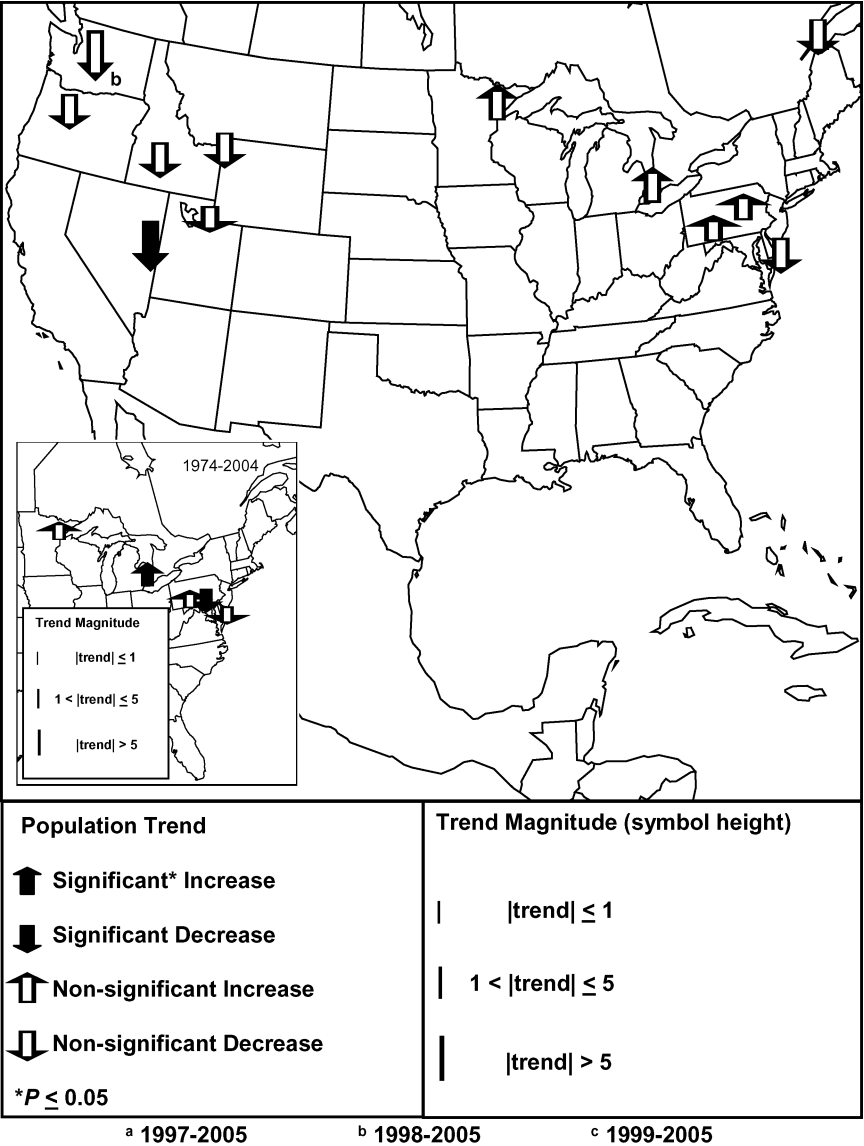 b
1974-2004
Trend Magnitude
|trend| ≤ 1
1 < |trend| ≤ 5
|trend| > 5
Population Trend
Significant* Increase
Significant Decrease
Non-significant Increase
Non-significant Decrease
*P ≤ 0.05
Trend Magnitude (symbol height)
|trend| ≤ 1
1 < |trend| ≤ 5
|trend| > 5
a 1997-2005 b 1998-2005 c 1999-2005